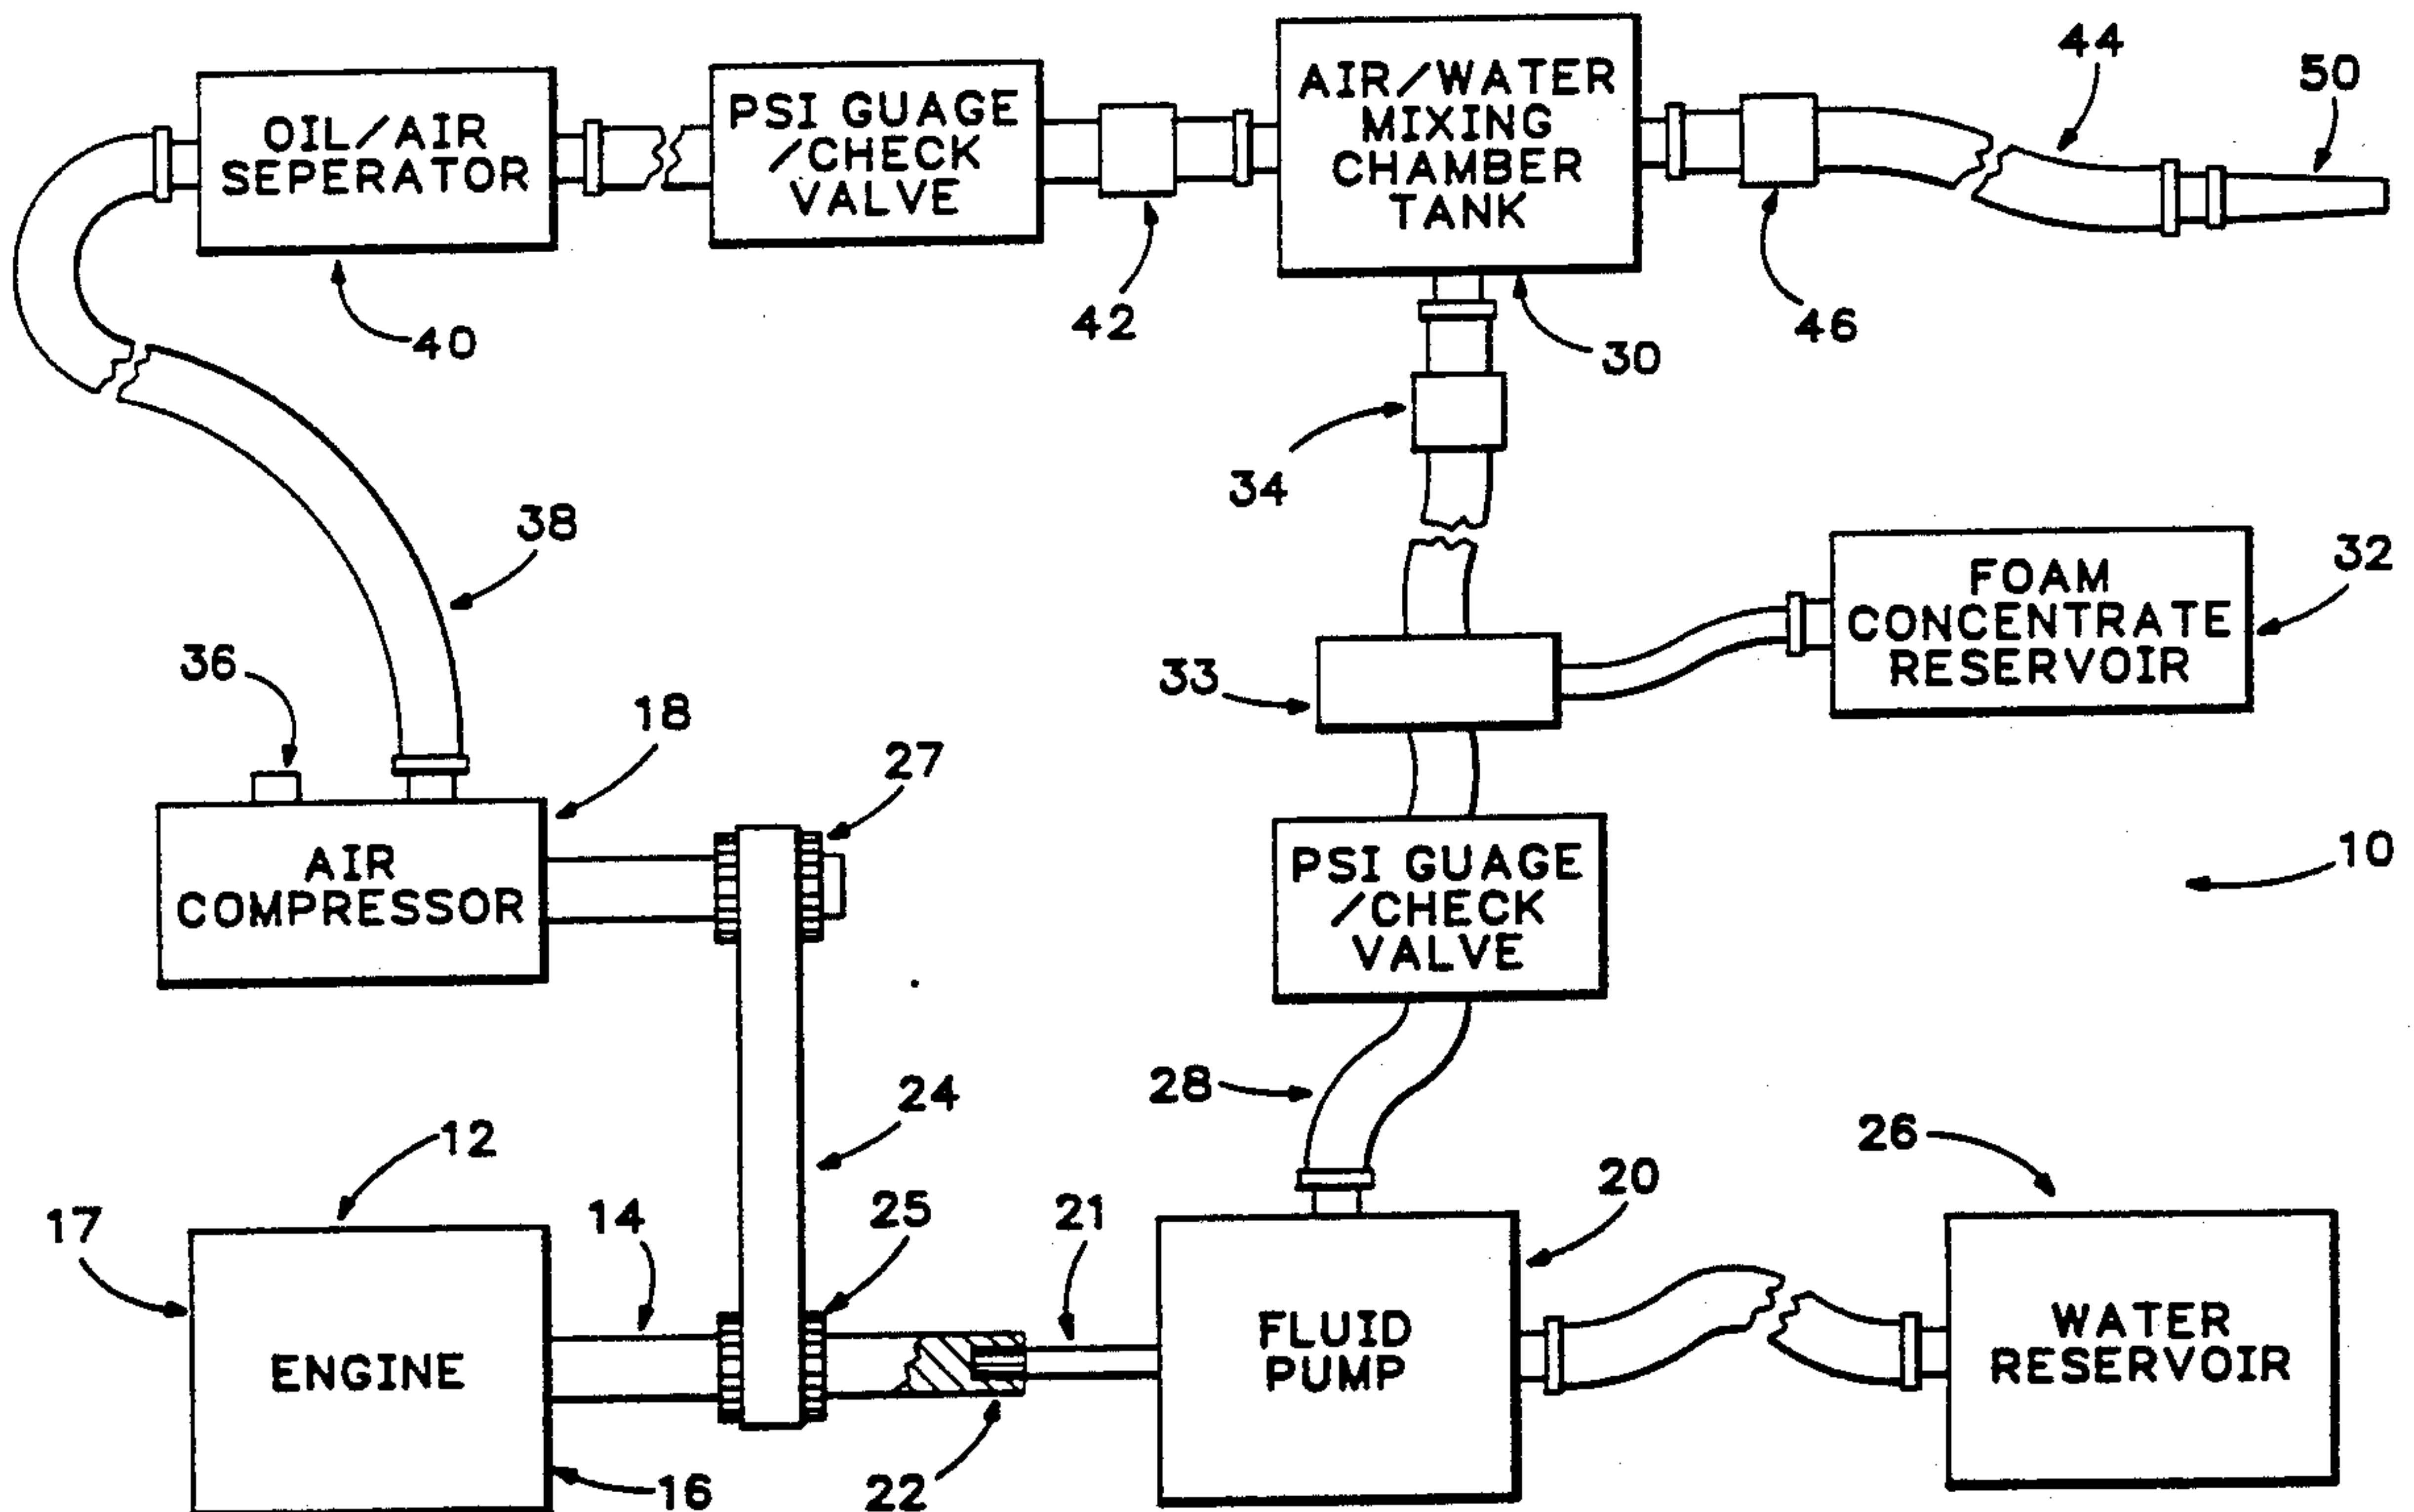 44
50
OIL/AIR
SEPERATOR
PSI GUAGE
/CHECK
VALVE
AIR/WATER
MIXING
CHAMBER
TANK
40
42
30
46
34
38
32
FOAM
CONCENTRATE
RESERVOIR
36
33
18
27
AIR
COMPRESSOR
PSI GUAGE
/CHECK
VALVE
10
24
28
12
26
17
14
25
21
20
ENGINE
FLUID
PUMP
WATER
RESERVOIR
16
22